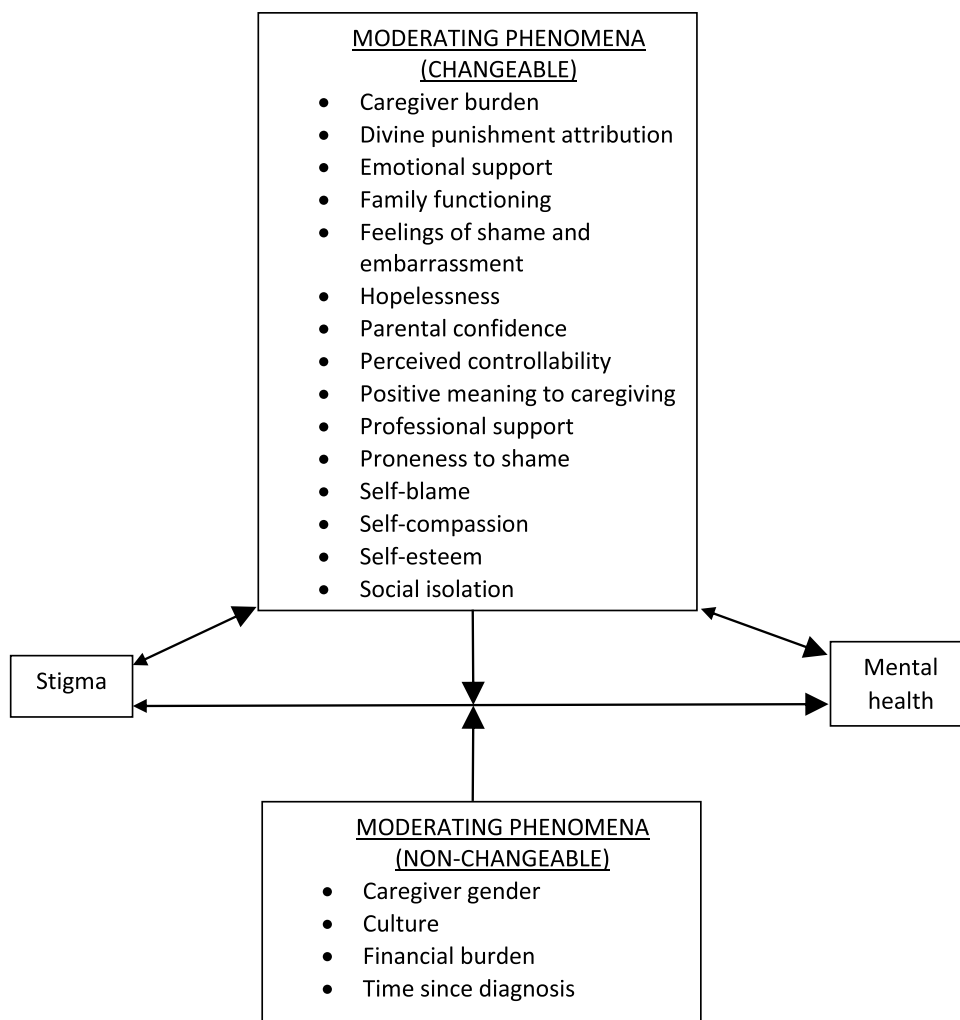 MODERATING PHENOMENA
(CHANGEABLE)
• Caregiver burden
• Divine punishment attribution
• Emotional support
• Family functioning
• Feelings of shame and
embarrassment
• Hopelessness
• Parental confidence
• Perceived controllability
• Positive meaning to caregiving
• Professional support
• Proneness to shame
• Self-blame
• Self-compassion
• Self-esteem
• Social isolation
Stigma
Mental
health
MODERATING PHENOMENA
(NON-CHANGEABLE)
• Caregiver gender
• Culture
• Financial burden
• Time since diagnosis